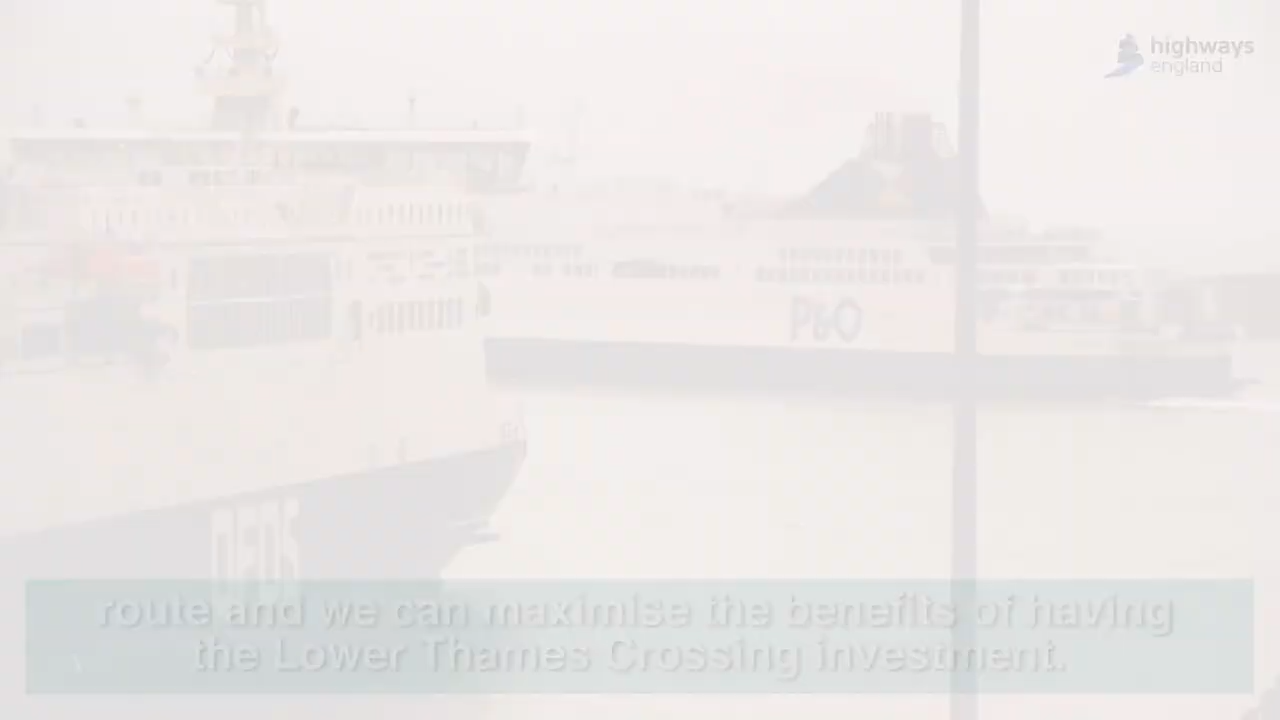 highways
england
P&O
route and we can maximise the benefits of having
the Lower Thames Crossing investment.